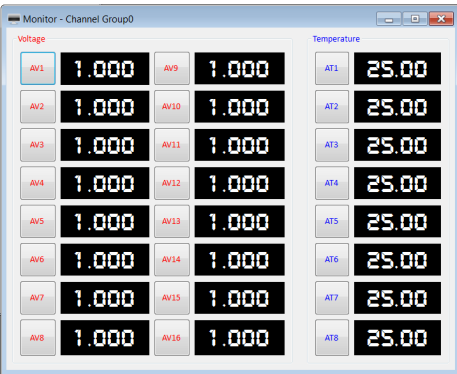 Monitor - Channel Group0
Voltage Temperature
AV1 1.000 AV9 1.000 AT1 25.00
AV2 1.000 AV10 1.000 AT2 25.00
AV3 1.000 AV11 1.000 AT3 25.00
AV4 1.000 AV12 1.000 AT4 25.00
AV5 1.000 AV13 1.000 AT5 25.00
AV6 1.000 AV14 1.000 AT6 25.00
AV7 1.000 AV15 1.000 AT7 25.00
AV8 1.000 AV16 1.000 AT8 25.00